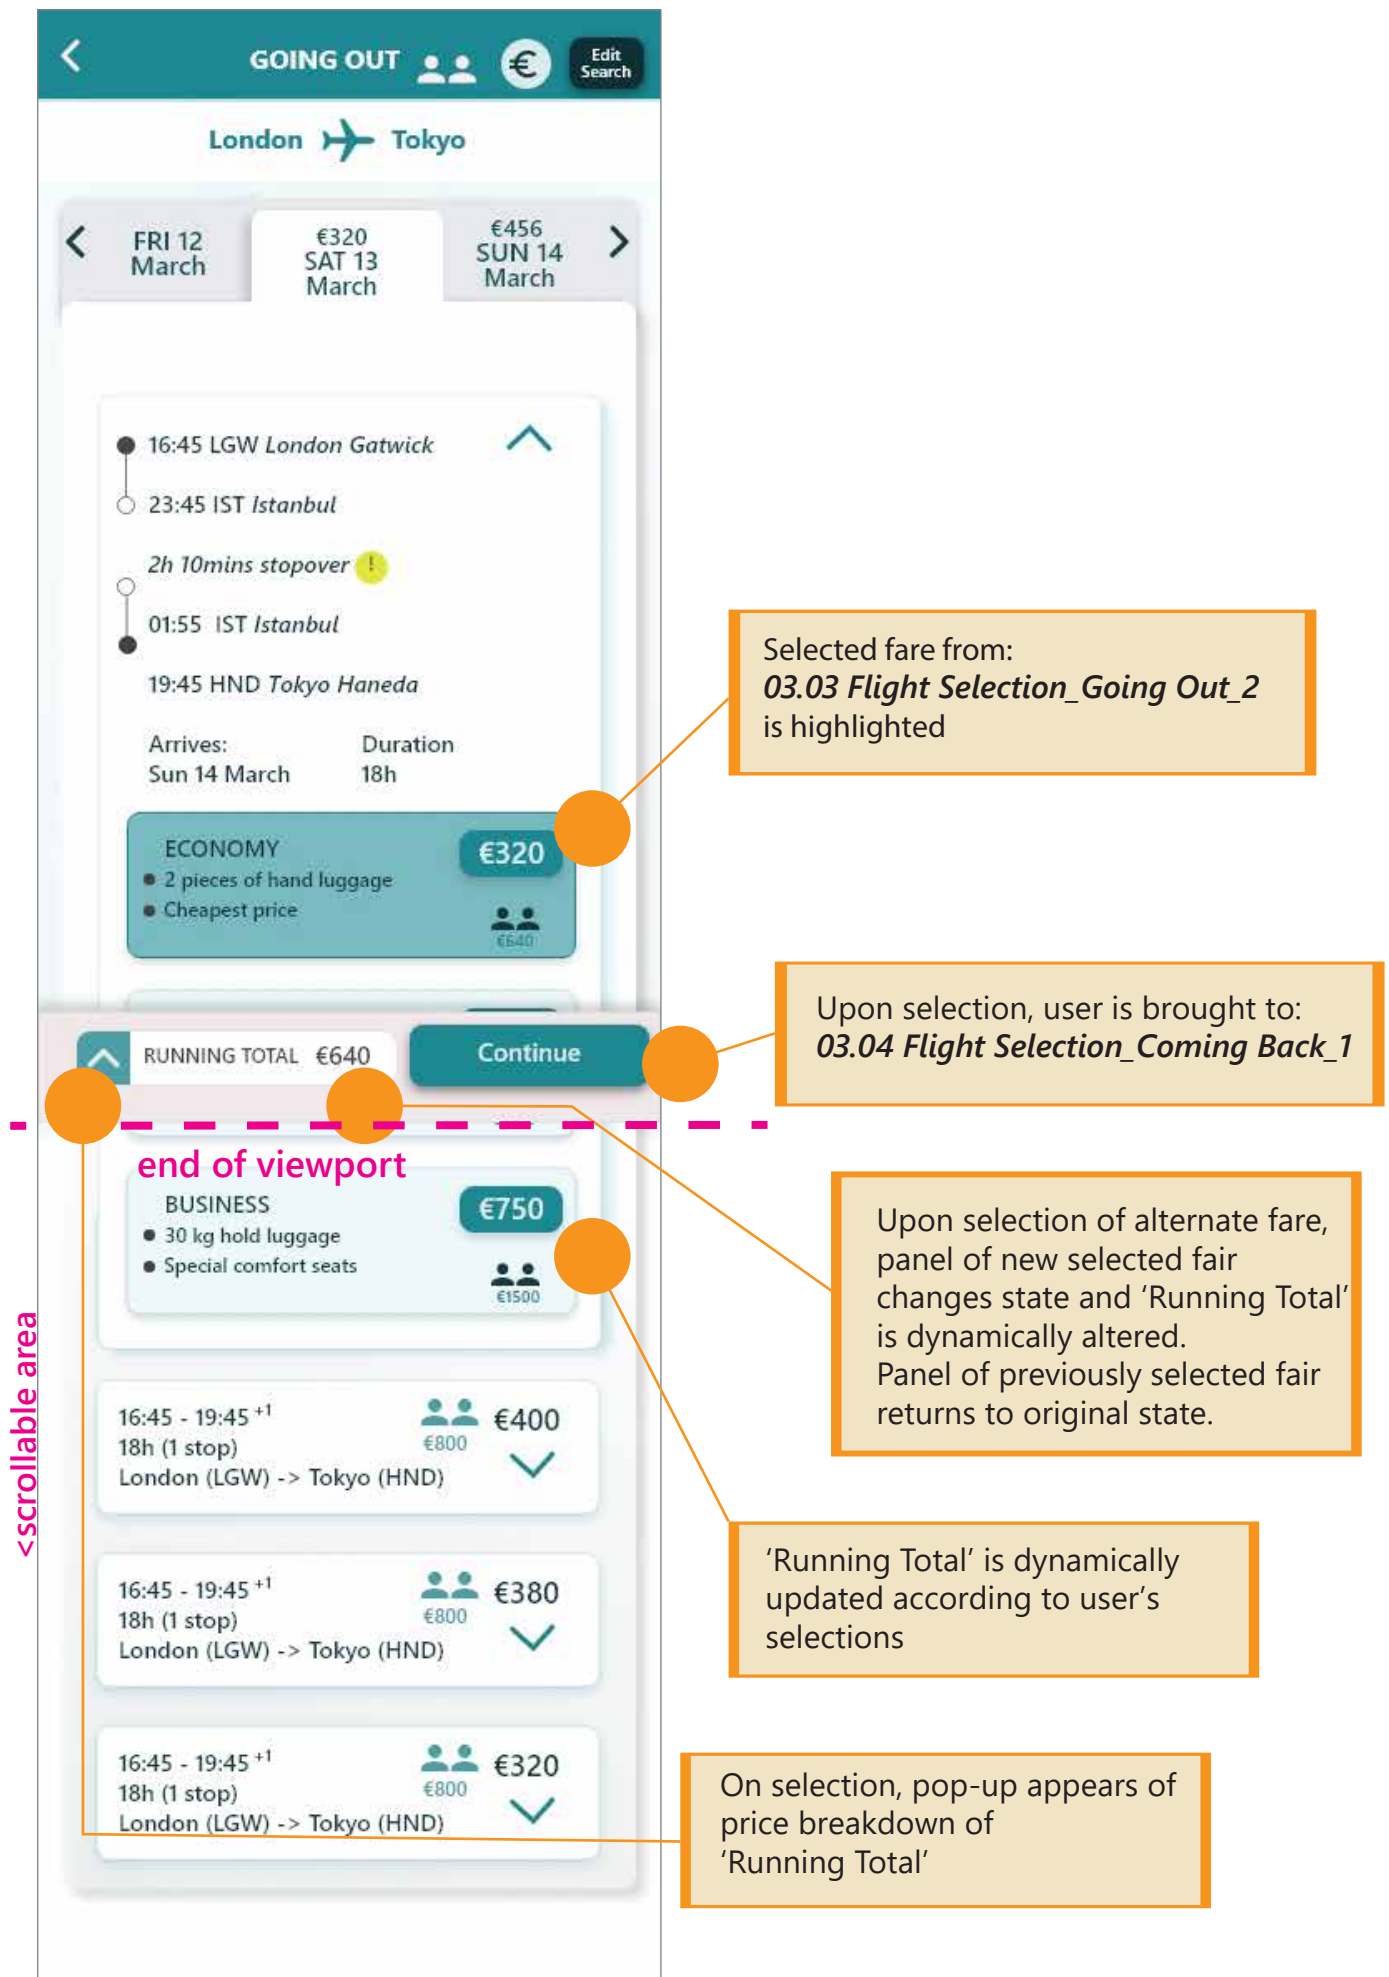 GOING OUT
€
Edit
Search
London Tokyo
FRI 12
March
€320
SAT 13
March
€456
SUN 14
March
16:45 LGW London Gatwick
23:45 IST Istanbul
2h 10mins stopover !
01:55 IST Istanbul
19:45 HND Tokyo Haneda
Arrives: Duration
Sun 14 March 18h
ECONOMY
€320
• 2 pieces of hand luggage
• Cheapest price
€640
RUNNING TOTAL €640
Continue
end of viewport
BUSINESS
€750
• 30 kg hold luggage
• Special comfort seats
€1500
16:45 - 19:45 +1
€400
18h (1 stop)
€800
London (LGW) -> Tokyo (HND)
16:45 - 19:45 +1
€380
18h (1 stop)
€800
London (LGW) -> Tokyo (HND)
16:45 - 19:45 +1
€320
18h (1 stop)
€800
London (LGW) -> Tokyo (HND)
<scrollable area
Selected fare from:
03.03 Flight Selection_Going Out_2
is highlighted
Upon selection, user is brought to:
03.04 Flight Selection_Coming Back_1
Upon selection of alternate fare,
panel of new selected fair
changes state and ‘Running Total’
is dynamically altered.
Panel of previously selected fair
returns to original state.
‘Running Total’ is dynamically
updated according to user’s
selections
On selection, pop-up appears of
price breakdown of
‘Running Total’